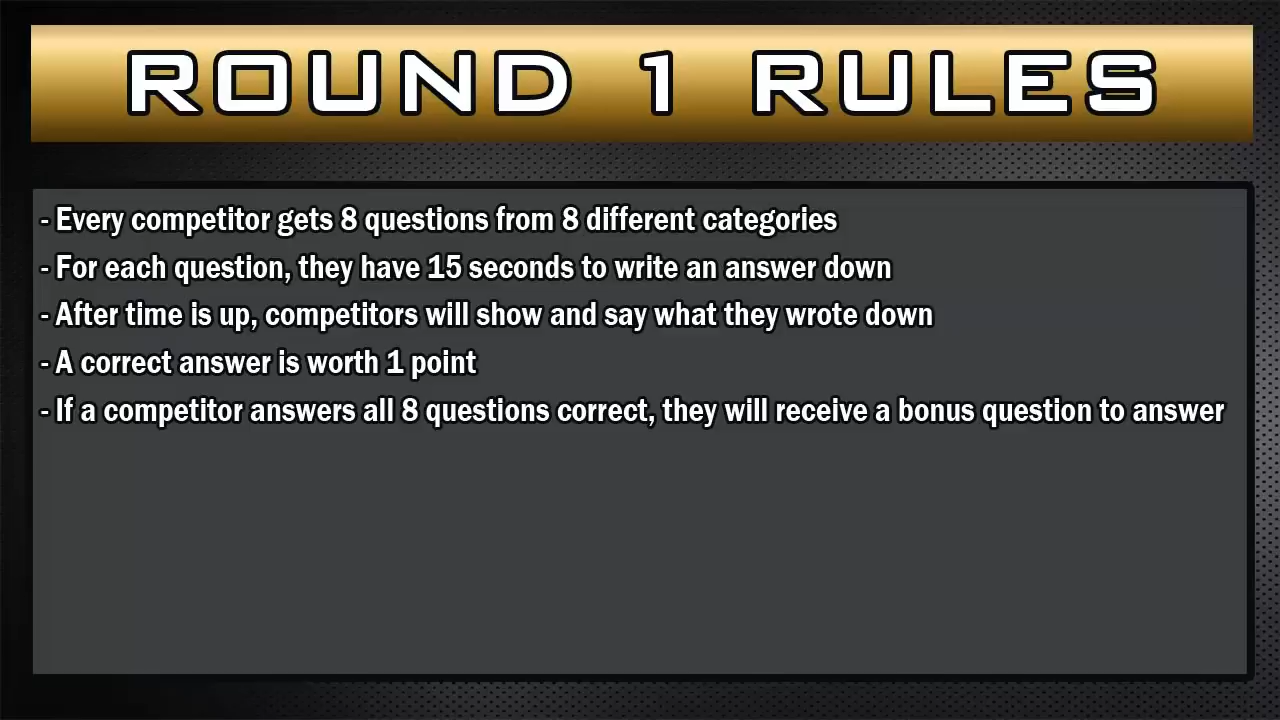 ROUND 1 RULES
- Every competitor gets 8 questions from 8 different categories
- For each question, they have 15 seconds to write an answer down
- After time is up, competitors will show and say what they wrote down
- A correct answer is worth 1 point
- If a competitor answers all 8 questions correct, they will receive a bonus question to answer